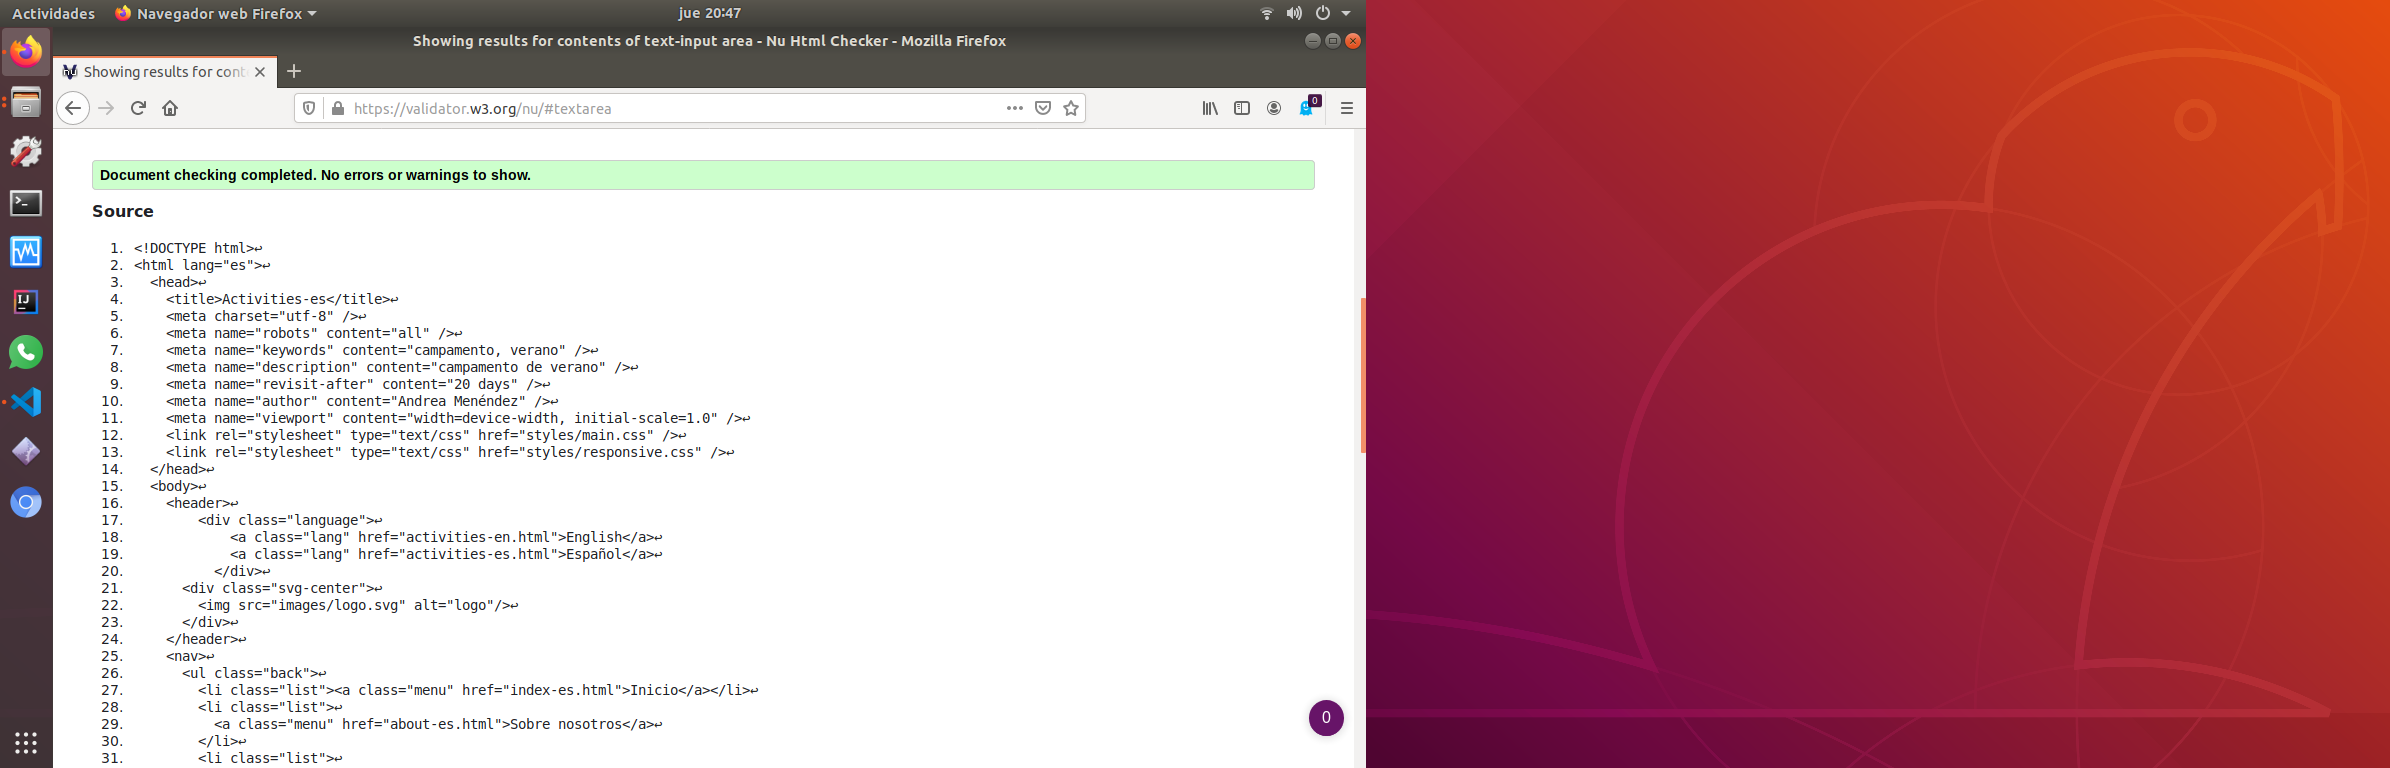 Actividades
Navegador web Firefox
jue 20:47
Showing results for contents of text-input area - Nu Html Checker - Mozilla Firefox
Showing results for cont
https://validator.w3.org/nu/#textarea
0
Document checking completed. No errors or warnings to show.
Source
1. <!DOCTYPE html>↩
2. <html lang="es">↩
3. <head>↩
4. <title>Activities-es</title>↩
5. <meta charset="utf-8" />↩
6. <meta name="robots" content="all" />↩
7. <meta name="keywords" content="campamento, verano" />↩
8. <meta name="description" content="campamento de verano" />↩
9. <meta name="revisit-after" content="20 days" />↩
10. <meta name="author" content="Andrea Menéndez" />↩
11. <meta name="viewport" content="width=device-width, initial-scale=1.0" />↩
12. <link rel="stylesheet" type="text/css" href="styles/main.css" />↩
13. <link rel="stylesheet" type="text/css" href="styles/responsive.css" />↩
14. </head>↩
15. <body>↩
16. <header>↩
17. <div class="language">↩
18. <a class="lang" href="activities-en.html">English</a>↩
19. <a class="lang" href="activities-es.html">Español</a>↩
20. </div>↩
21. <div class="svg-center">↩
22. <img src="images/logo.svg" alt="logo"/>↩
23. </div>↩
24. </header>↩
25. <nav>↩
26. <ul class="back">↩
27. <li class="list"><a class="menu" href="index-es.html">Inicio</a></li>↩
28. <li class="list">↩
29. <a class="menu" href="about-es.html">Sobre nosotros</a>↩
30. </li>↩
31. <li class="list">↩
0
IJ